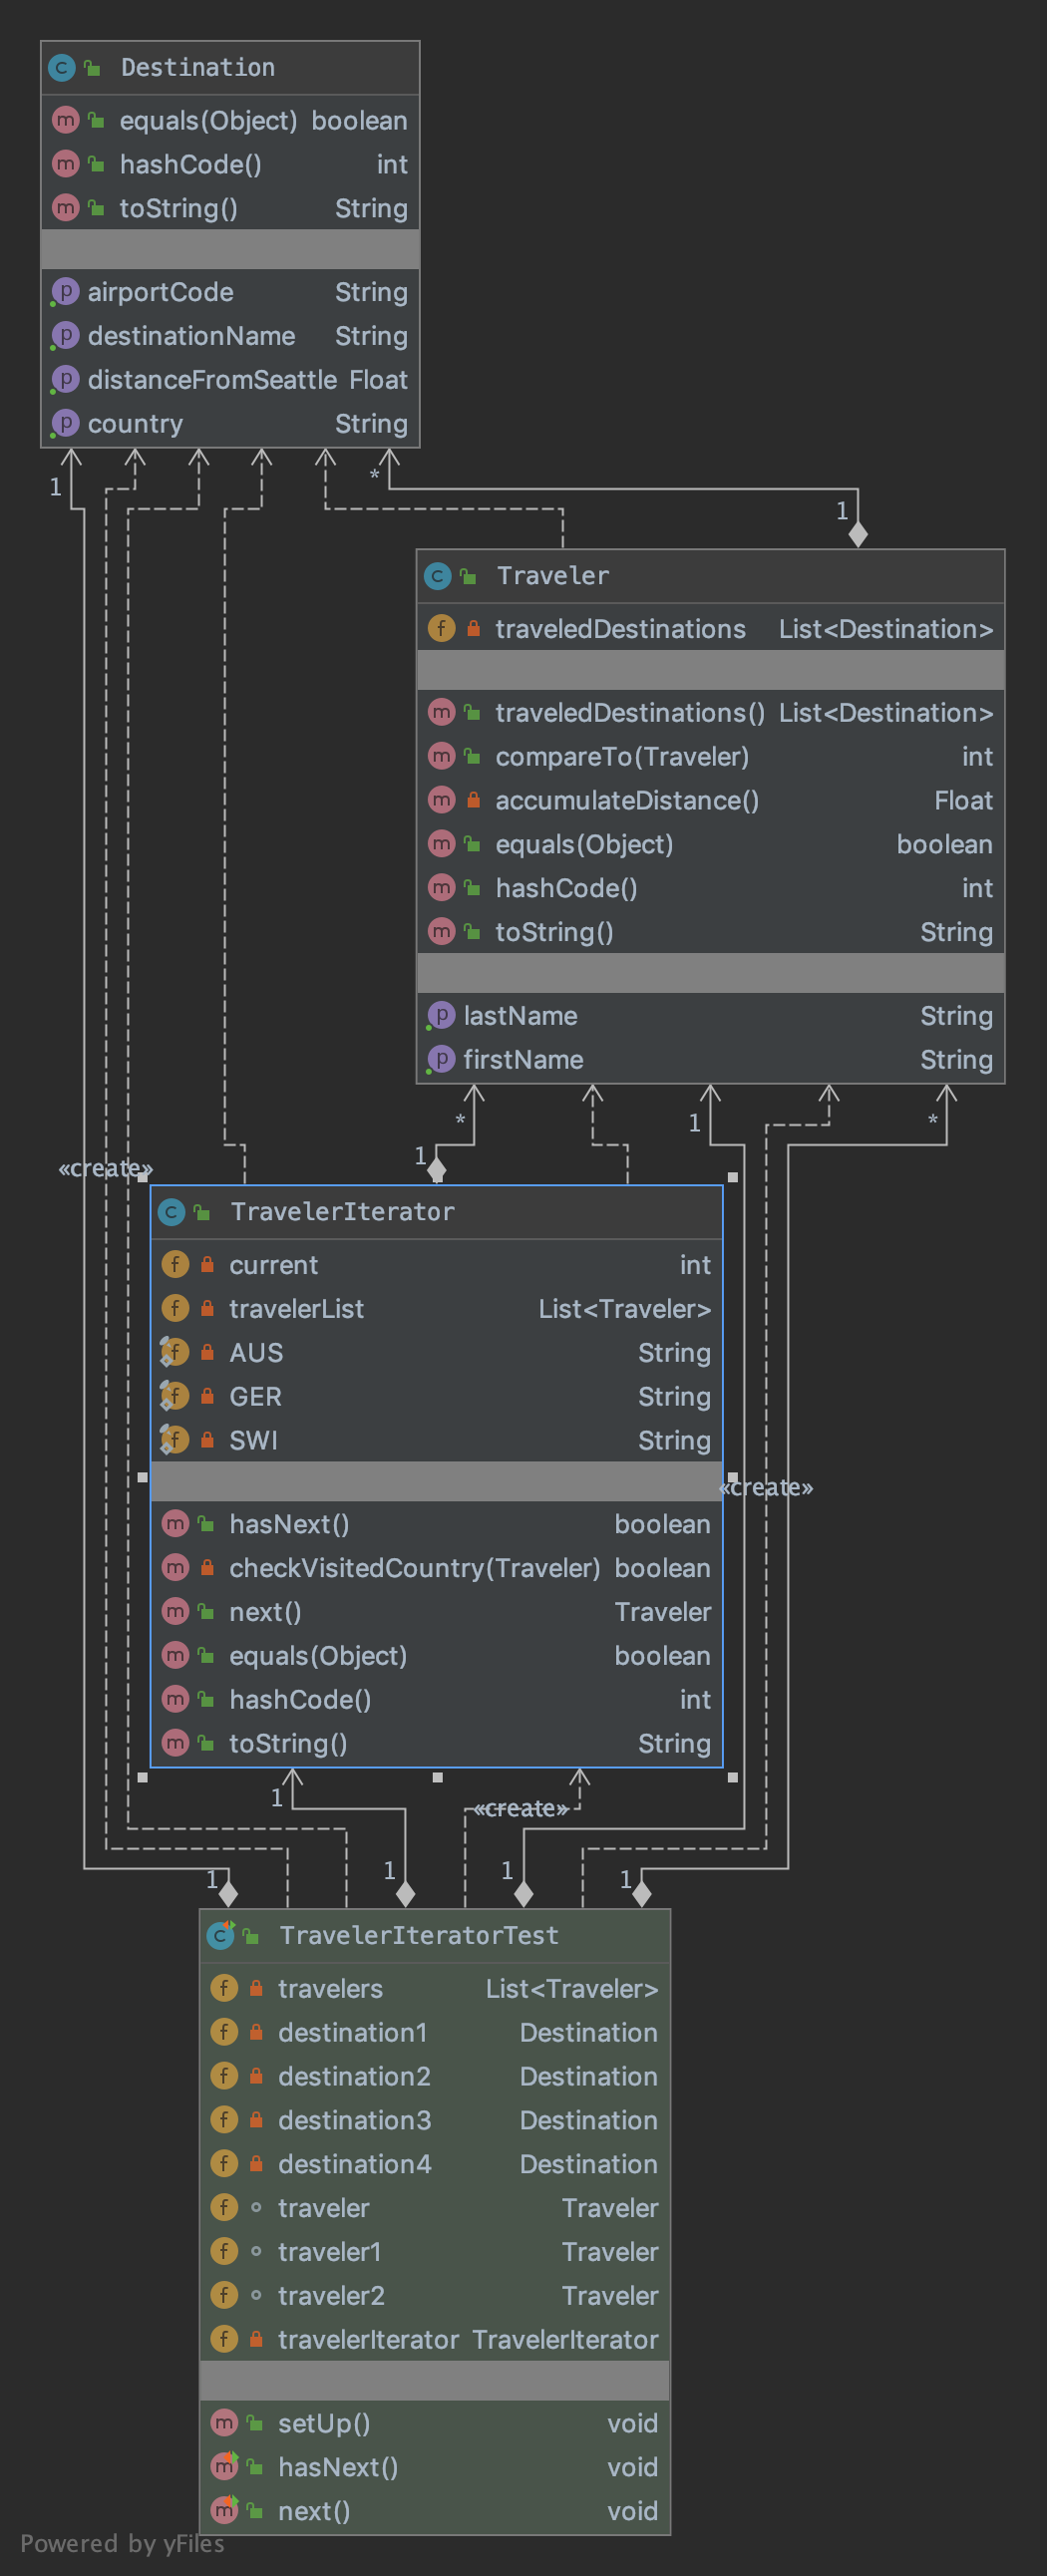 Destination
equals(Object) boolean
hashCode() int
toString() String
airportCode String
destinationName String
distanceFromSeattle Float
country String
1
*
1
Traveler
traveledDestinations List<Destination>
traveledDestinations() List<Destination>
compareTo(Traveler) int
accumulateDistance() Float
equals(Object) boolean
hashCode() int
toString() String
lastName String
firstName String
* 1 *
1
«create»
TravelerIterator
current int
travelerList List<Traveler>
AUS String
GER String
SWI String
«create»
hasNext() boolean
checkVisitedCountry(Traveler) boolean
next() Traveler
equals(Object) boolean
hashCode() int
toString() String
1
«create»
1 1 1 1
TravelerIteratorTest
travelers List<Traveler>
destination1 Destination
destination2 Destination
destination3 Destination
destination4 Destination
traveler Traveler
traveler1 Traveler
traveler2 Traveler
travelerIterator TravelerIterator
setUp() void
hasNext() void
next() void
Powered by yFiles